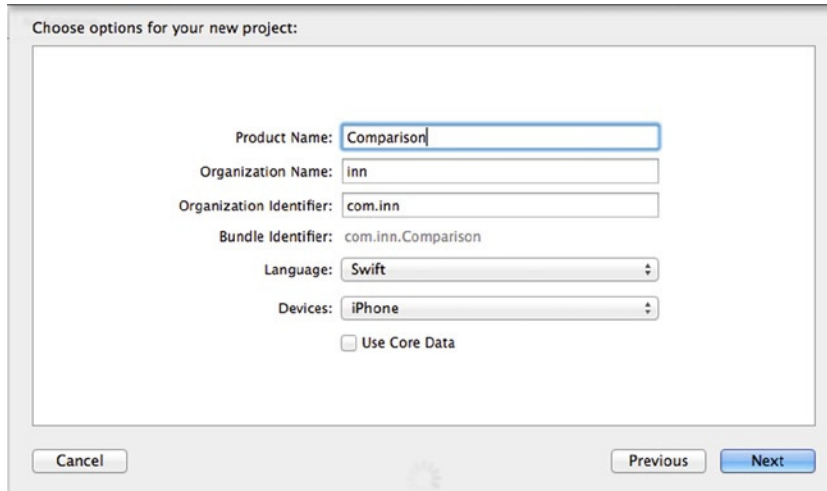 Choose options for your new project:
Product Name: Comparison
Organization Name: inn
Organization Identifier: com.inn
Bundle Identifier: com.inn.Comparison
Language: Swift
Devices: iPhone
Use Core Data
Cancel Previous Next